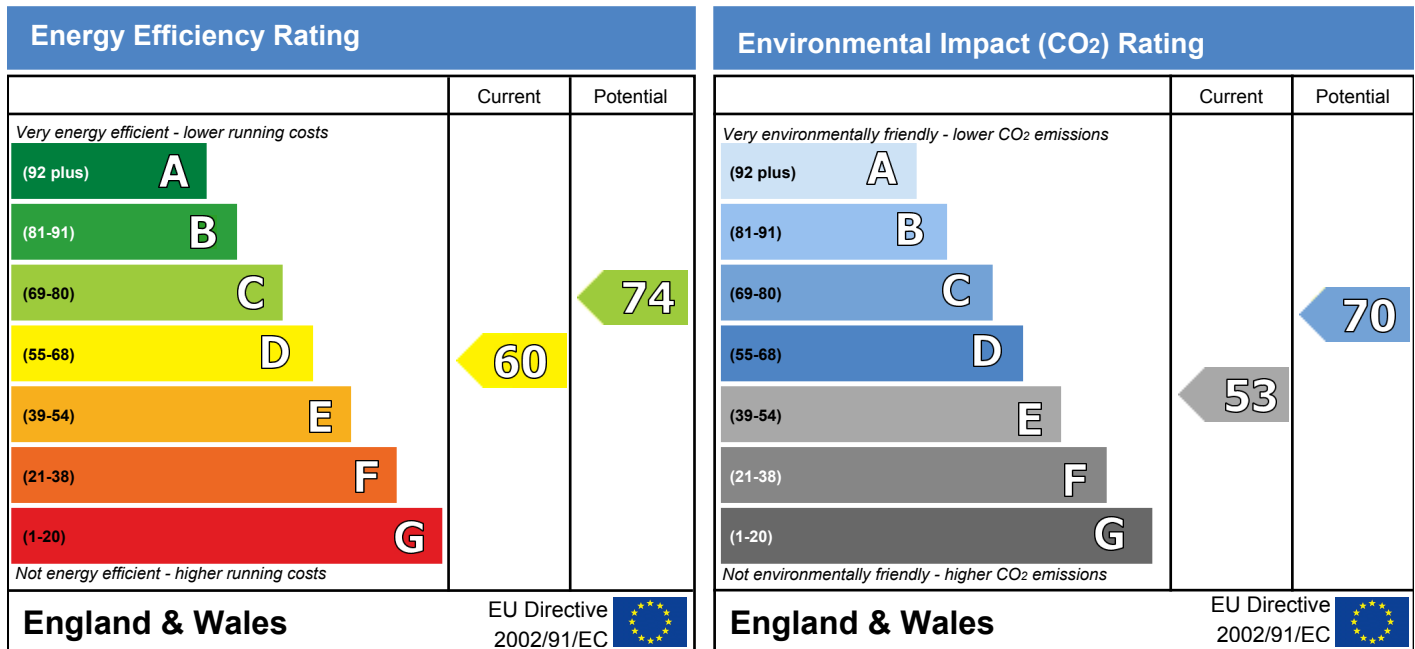 Energy Efficiency Rating
Current Potential
Very energy efficient - lower running costs
(92 plus) A
(81-91) B
(69-80) C
74
(55-68) D
60
(39-54) E
(21-38) F
(1-20) G
Not energy efficient - higher running costs
England & Wales
EU Directive
2002/91/EC
Environmental Impact (CO2) Rating
Current Potential
Very environmentally friendly - lower CO2 emissions
(92 plus) A
(81-91) B
(69-80) C
70
(55-68) D
(39-54) E
53
(21-38) F
(1-20) G
Not environmentally friendly - higher CO2 emissions
England & Wales
EU Directive
2002/91/EC